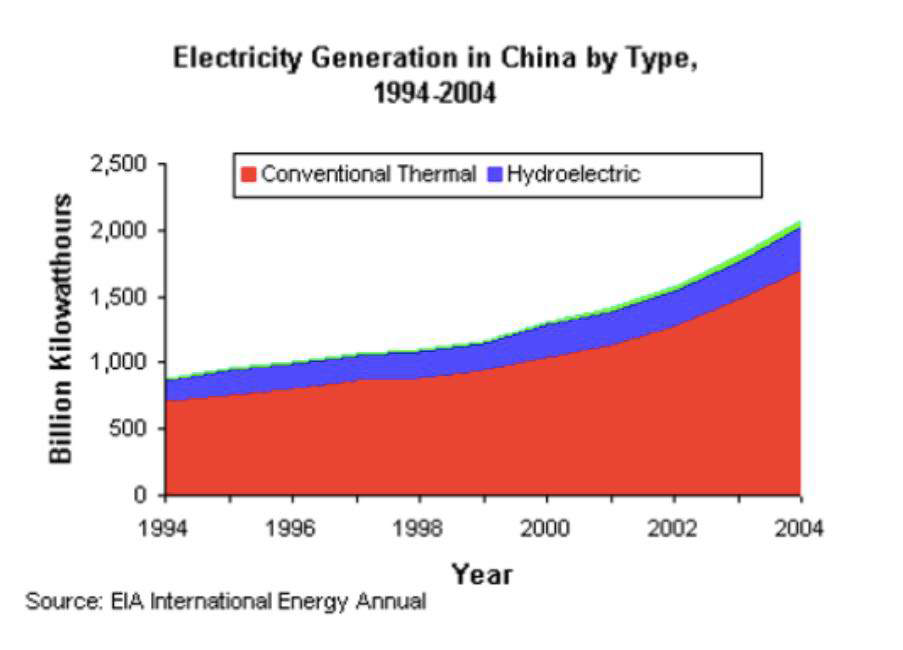 Electricity Generation in China by Type,
1994-2004
Conventional Thermal Hydroelectric
2,500
2,000
1,500
1,000
500
0
Billion Kilowatthours
1994 1996 1998 2000 2002 2004
Year
Source: EIA International Energy Annual